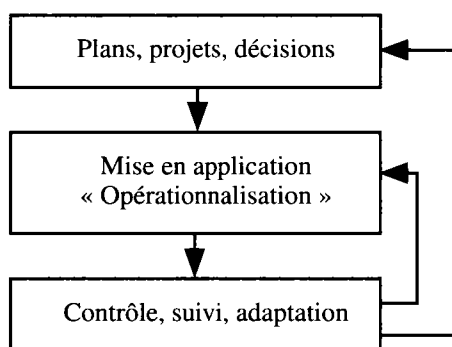 Plans, projets, décisions
Mise en application
« Opérationnalisation »
Contrôle, suivi, adaptation